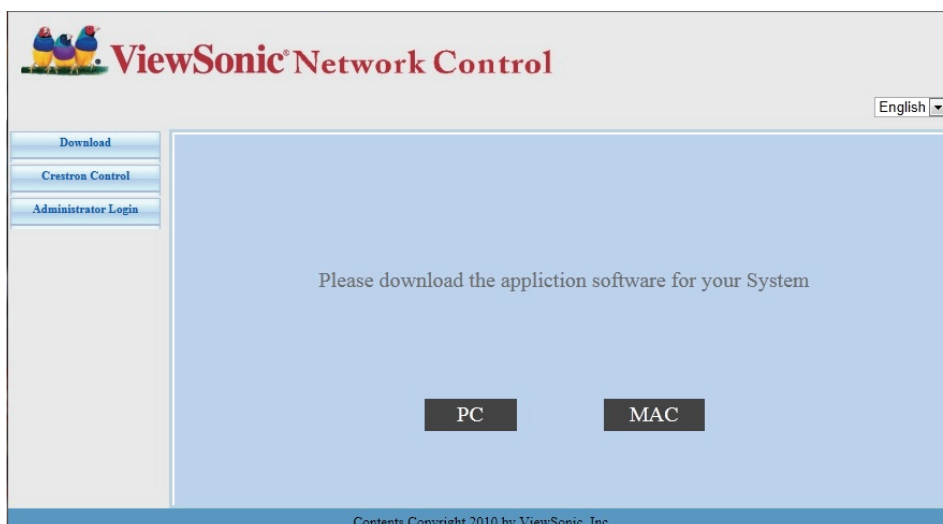 ViewSonic® Network Control
English
Download
Crestron Control
Administrator Login
Please download the appliction software for your System
PC
MAC
Contents Copyright 2010 by ViewSonic, Inc